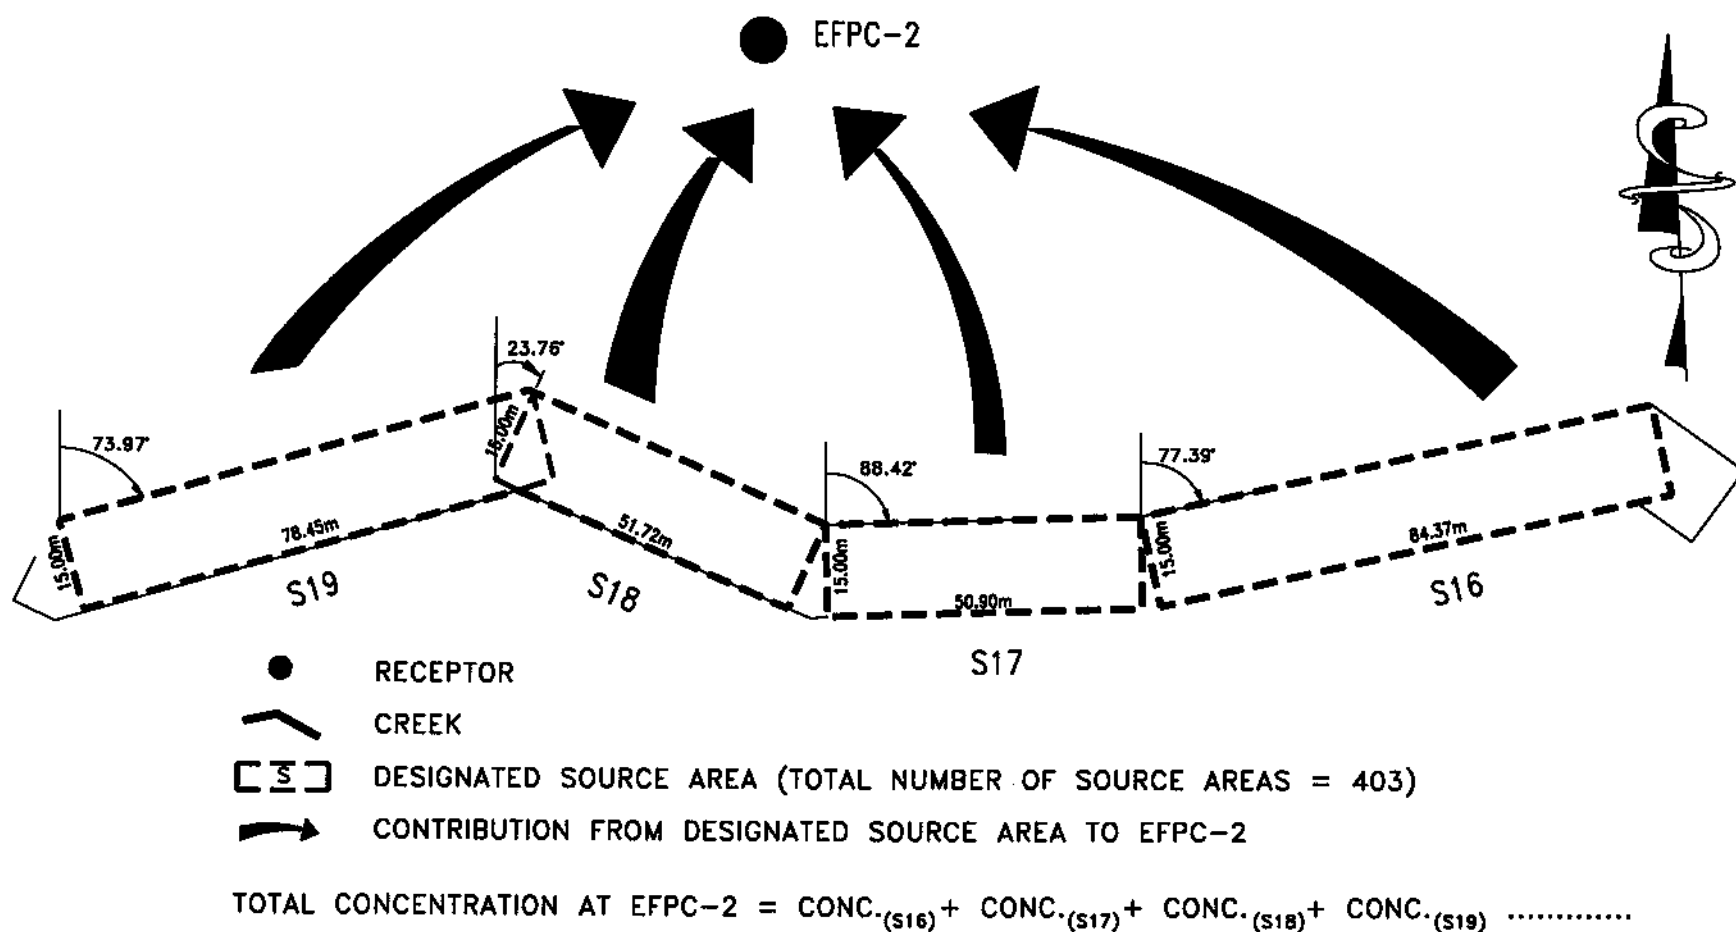 EFPC-2
23.76°
73.97°
15.00m
88.42°
77.39°
15.00m
78.45m
S19
51.72m
S18
15.00m
50.90m
S17
15.00m
84.37m
S16
RECEPTOR
CREEK
S DESIGNATED SOURCE AREA (TOTAL NUMBER OF SOURCE AREAS = 403)
CONTRIBUTION FROM DESIGNATED SOURCE AREA TO EFPC-2
TOTAL CONCENTRATION AT EFPC-2 = CONC.(S16)+ CONC.(S17)+ CONC.(S18)+ CONC.(S19) .............